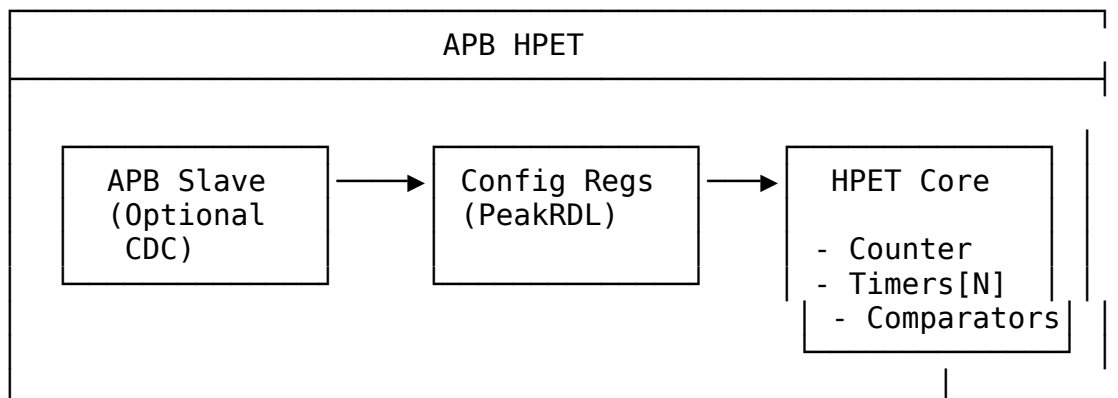 APB HPET
APB Slave
(Optional
CDC)
Config Regs
(PeakRDL)
HPET Core
- Counter
- Timers[N]
- Comparators